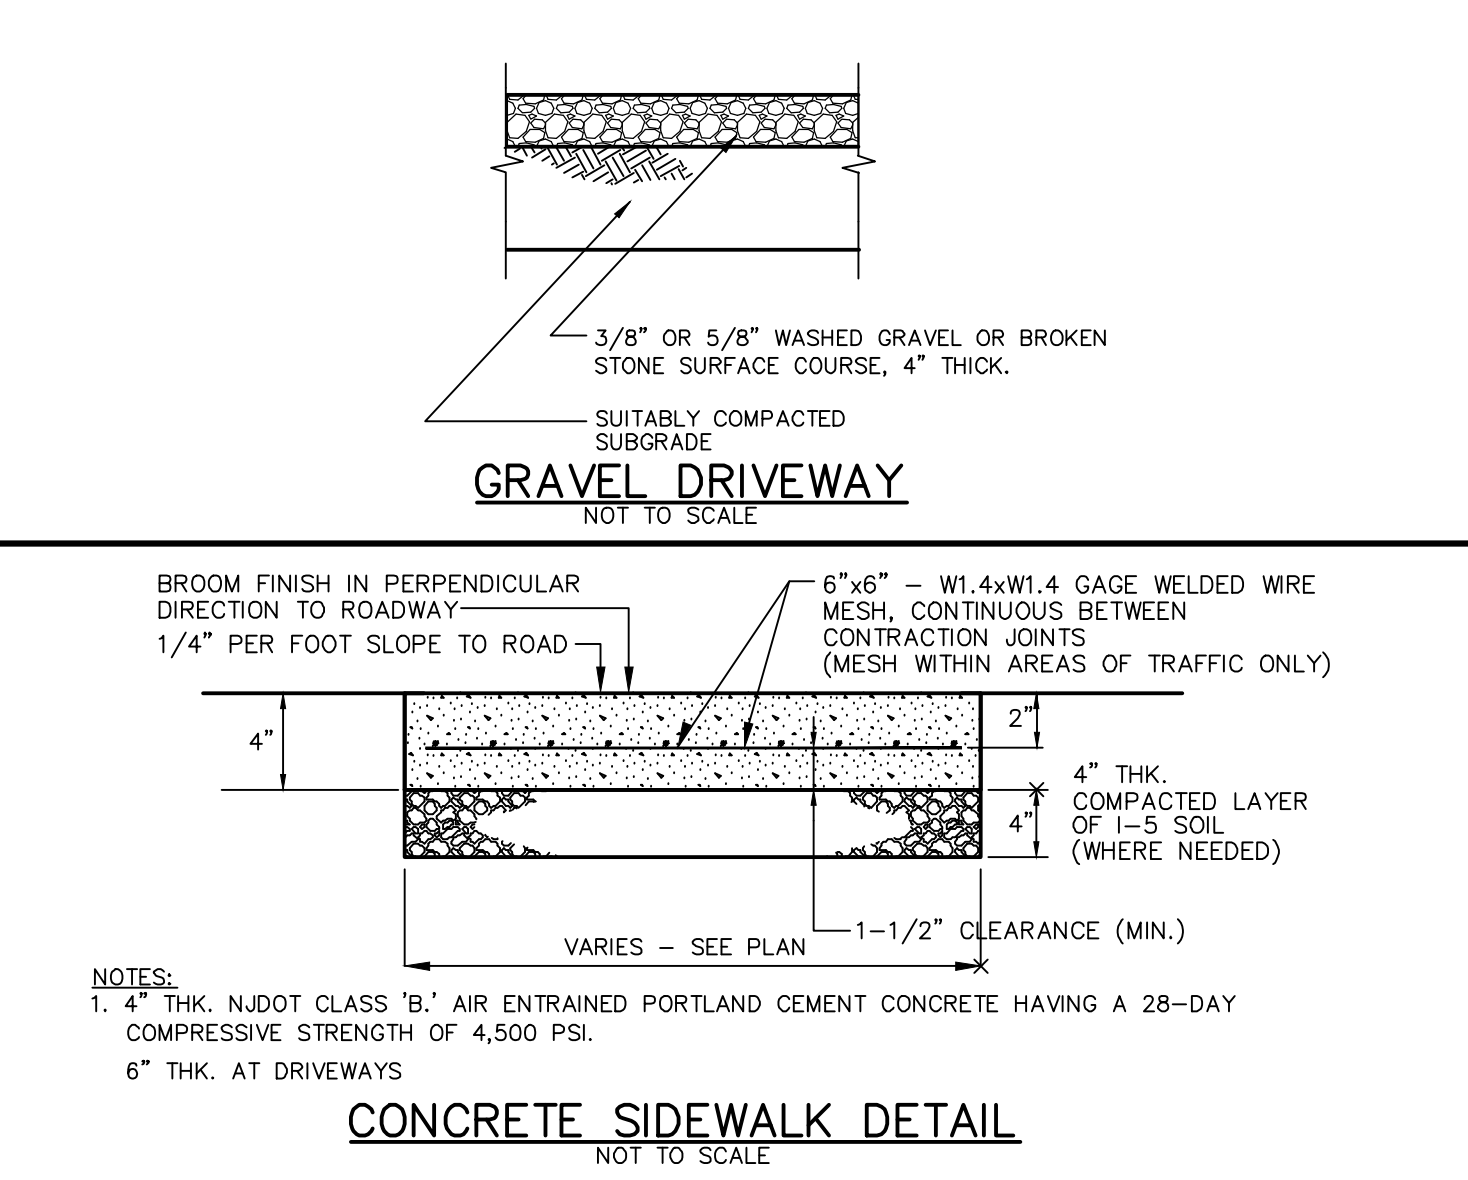 3/8" OR 5/8" WASHED GRAVEL OR BROKEN
STONE SURFACE COURSE, 4" THICK.
SUITABLY COMPACTED
SUBGRADE
GRAVEL DRIVEWAY
NOT TO SCALE
BROOM FINISH IN PERPENDICULAR
DIRECTION TO ROADWAY
1/4" PER FOOT SLOPE TO ROAD
6"x6" – W1.4xW1.4 GAGE WELDED WIRE
MESH, CONTINUOUS BETWEEN
CONTRACTION JOINTS
(MESH WITHIN AREAS OF TRAFFIC ONLY)
4"
2"
4"
4" THK.
COMPACTED LAYER
OF I–5 SOIL
(WHERE NEEDED)
1–1/2" CLEARANCE (MIN.)
VARIES – SEE PLAN
NOTES:
1. 4" THK. NJDOT CLASS 'B.' AIR ENTRAINED PORTLAND CEMENT CONCRETE HAVING A 28–DAY
COMPRESSIVE STRENGTH OF 4,500 PSI.
6" THK. AT DRIVEWAYS
CONCRETE SIDEWALK DETAIL
NOT TO SCALE